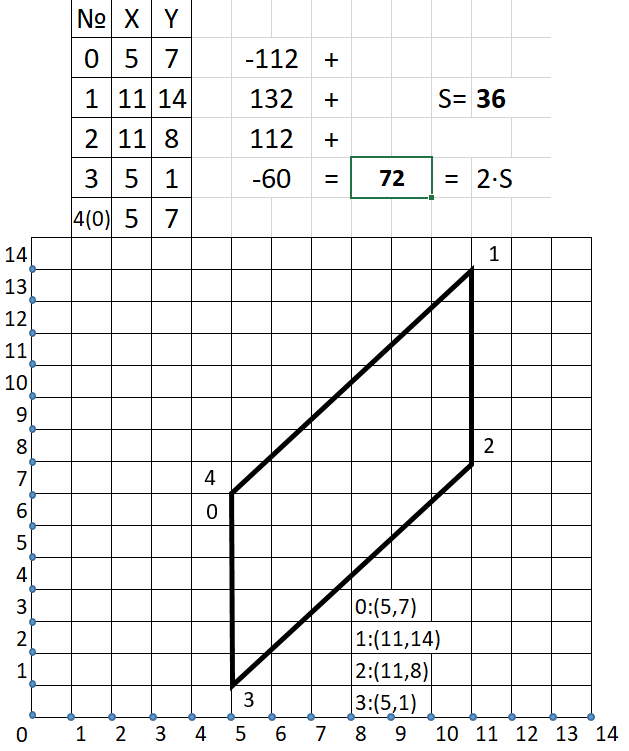 № X Y
0 5 7 -112 +
1 11 14 132 + S= 36
2 11 8 112 +
3 5 1 -60 = 72 = 2·S
4(0) 5 7
14 1
13
12
11
10
9
8 2
7 4
6 0
5
4
3 0:(5,7)
2 1:(11,14)
1 2:(11,8)
3 3:(5,1)
0 1 2 3 4 5 6 7 8 9 10 11 12 13 14